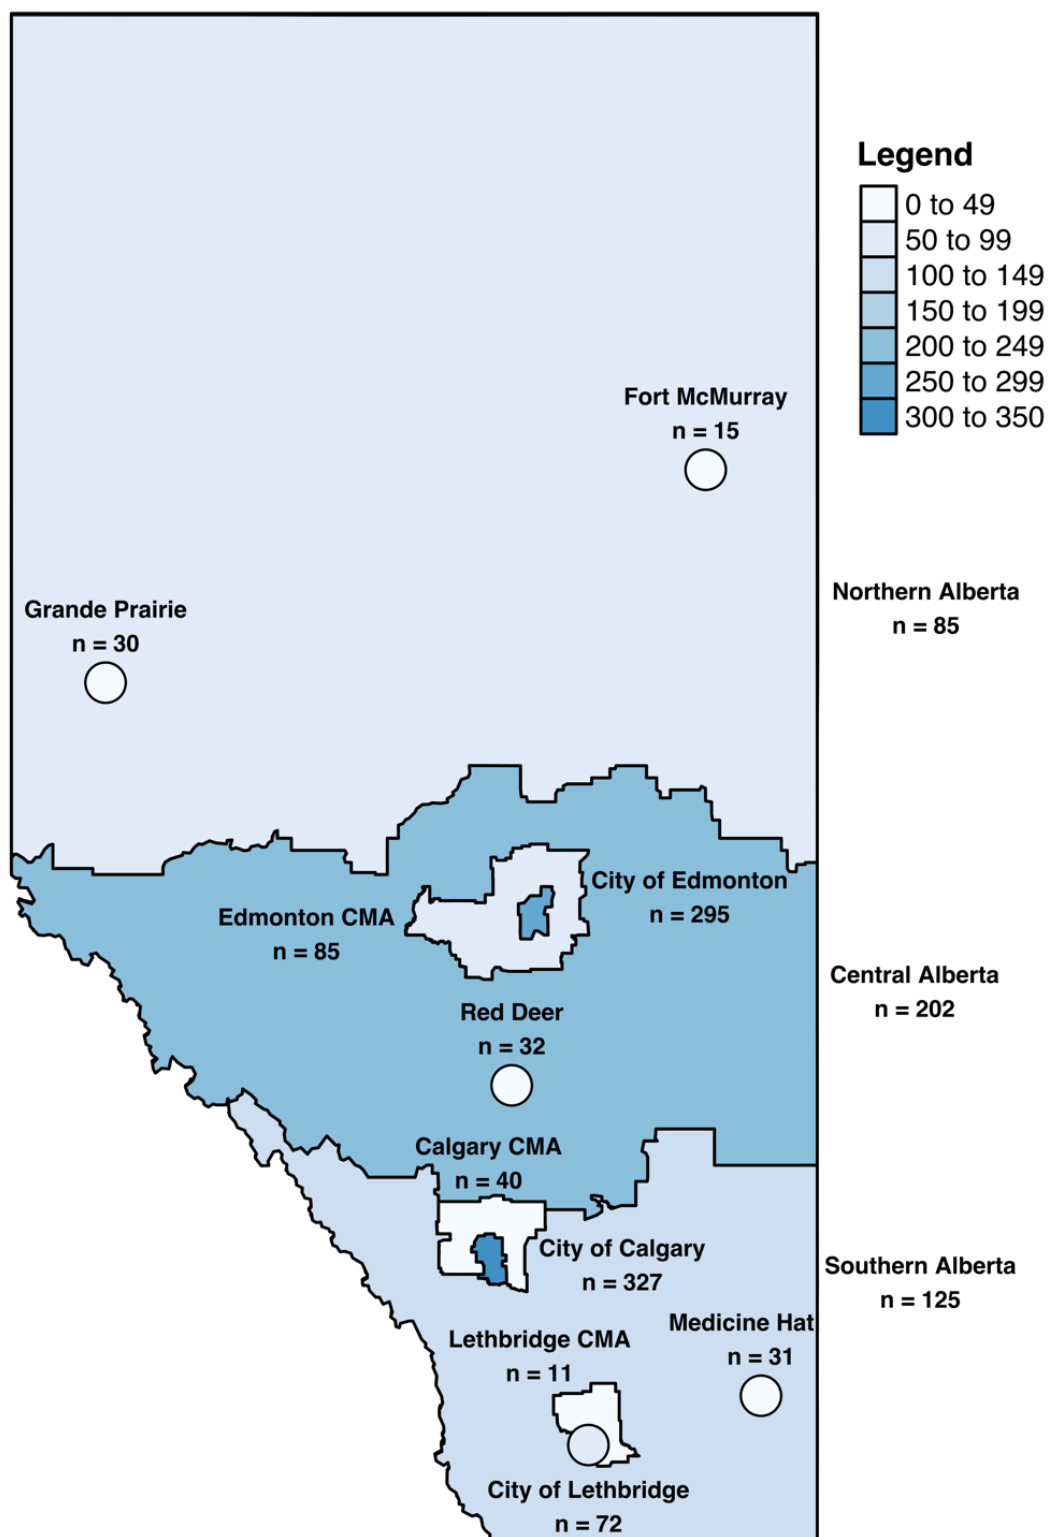 Legend
0 to 49
50 to 99
100 to 149
150 to 199
200 to 249
250 to 299
300 to 350
Fort McMurray
n = 15
Northern Alberta
n = 85
Grande Prairie
n = 30
City of Edmonton
n = 295
Edmonton CMA
n = 85
Central Alberta
n = 202
Red Deer
n = 32
Calgary CMA
n = 40
City of Calgary
n = 327
Southern Alberta
n = 125
Medicine Hat
n = 31
Lethbridge CMA
n = 11
City of Lethbridge
n = 72